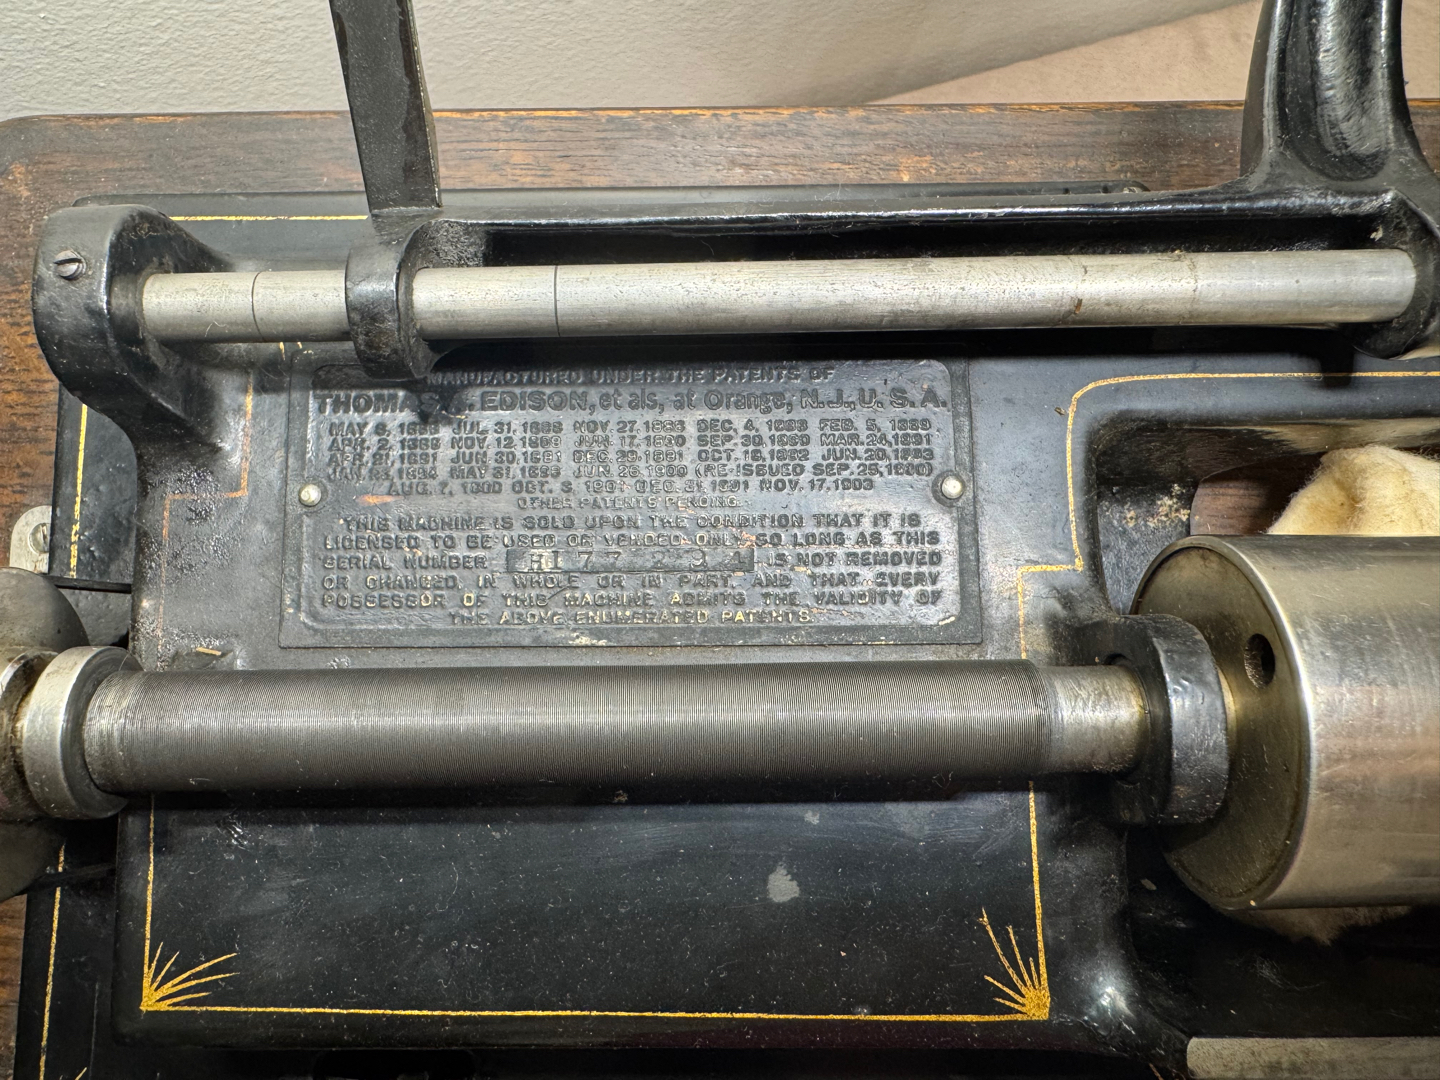 MANUFACTURED UNDER THE PATENTS OF
THOMAS A. EDISON, et als, at Orange, N.J., U.S.A.
MAY 8, 1888 JUL 31, 1888 NOV. 27, 1888 DEC. 4, 1888 FEB. 5, 1889
APR. 2, 1889 NOV. 12, 1889 JUN. 17, 1890 SEP. 30, 1890 MAR. 24, 1891
APR. 21, 1891 JUN. 30, 1891 DEC. 29, 1891 OCT. 18, 1892 JUN. 20, 1893
JAN. 23, 1894 MAY 31, 1898 JUN. 26, 1900 (RE-ISSUED SEP. 25, 1900)
AUG. 7, 1900 OCT. 3, 1901 DEC. 31, 1901 NOV. 17, 1903
OTHER PATENTS PENDING.
THIS MACHINE IS SOLD UPON THE CONDITION THAT IT IS
LICENSED TO BE USED OR VENDED ONLY SO LONG AS THIS
SERIAL NUMBER H177294 IS NOT REMOVED
OR CHANGED, IN WHOLE OR IN PART, AND THAT EVERY
POSSESSOR OF THIS MACHINE ADMITS THE VALIDITY OF
THE ABOVE ENUMERATED PATENTS.